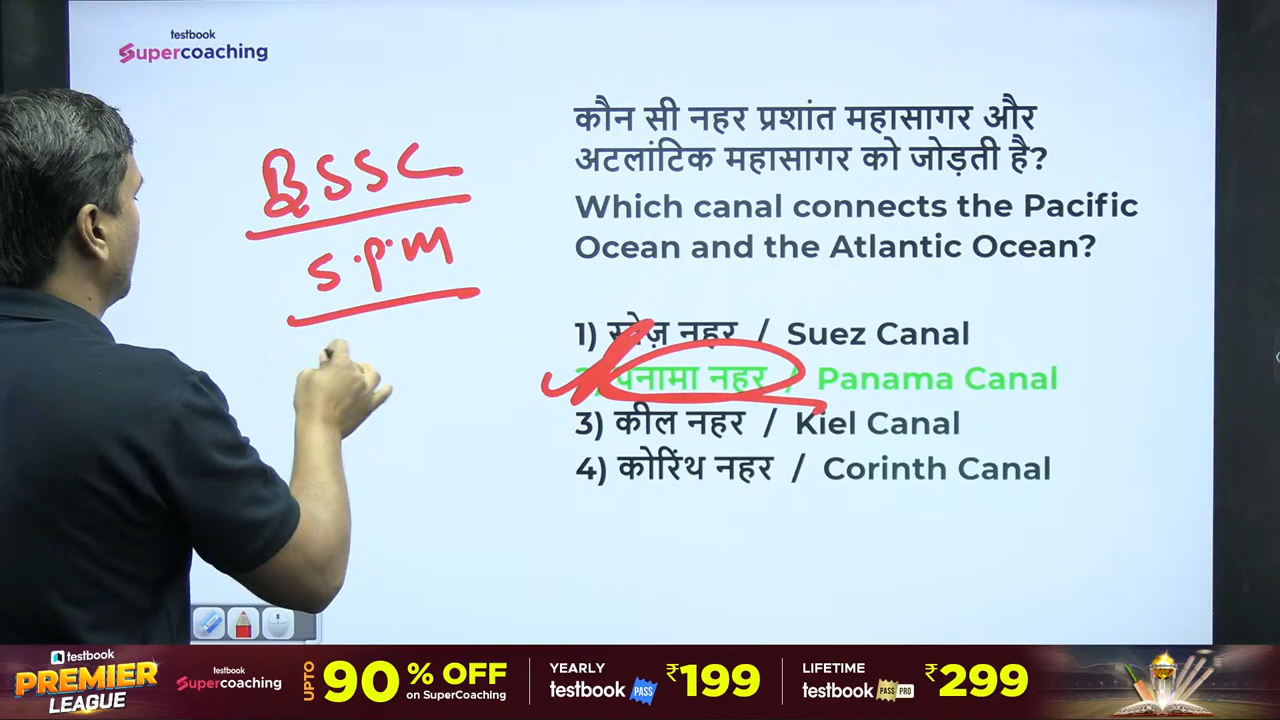 testbook
Supercoaching
BSSC
5.p.m
कौन सी नहर प्रशांत महासागर और
अटलांटिक महासागर को जोड़ती है?
Which canal connects the Pacific
Ocean and the Atlantic Ocean?
1) स्वेज़ नहर / Suez Canal
2) पनामा नहर / Panama Canal
3) कील नहर / Kiel Canal
4) कोरिंथ नहर / Corinth Canal
testbook
PREMIER
LEAGUE
testbook
Supercoaching
UPTO 90% OFF
on SuperCoaching
YEARLY
testbook PASS ₹199
LIFETIME
testbook PASS PRO ₹299